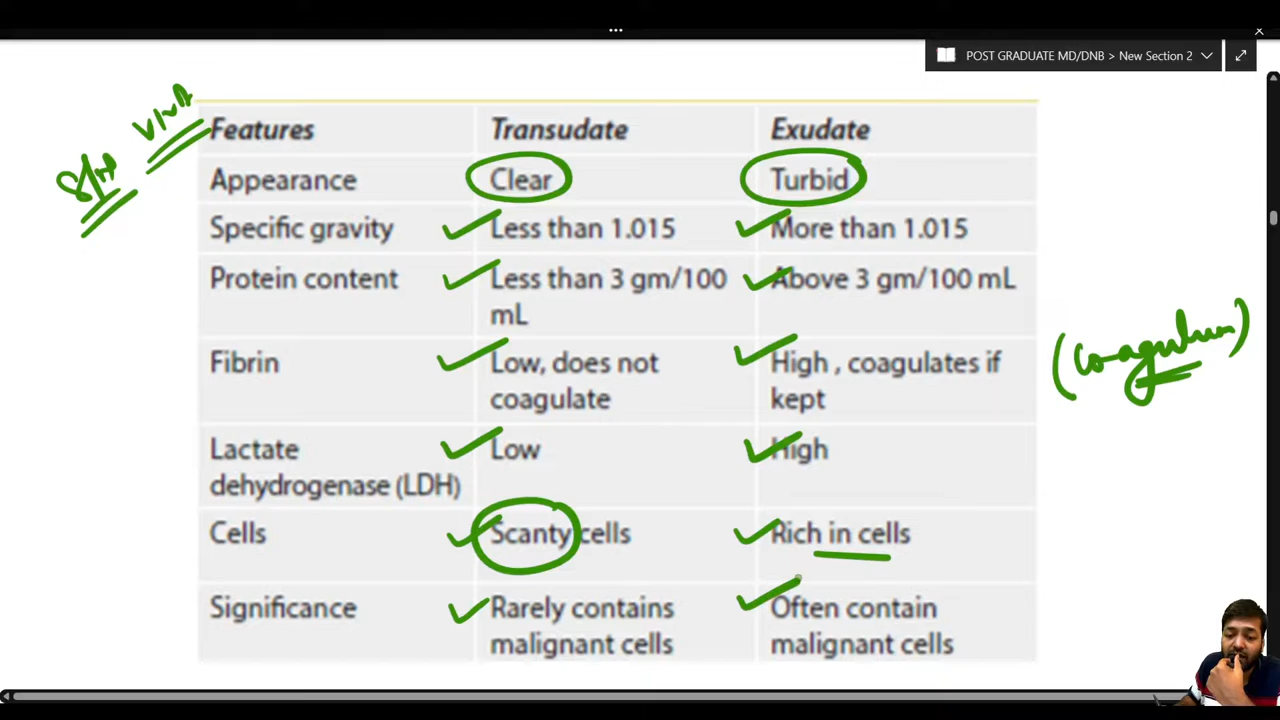 POST GRADUATE MD/DNB > New Section 2
VIVA
Features Transudate Exudate
Appearance Clear Turbid
Specific gravity Less than 1.015 More than 1.015
Protein content Less than 3 gm/100 Above 3 gm/100 mL
mL
Fibrin Low, does not High , coagulates if
coagulate kept
(coagulum)
Lactate Low High
dehydrogenase (LDH)
Cells Scanty cells Rich in cells
Significance Rarely contains Often contain
malignant cells malignant cells